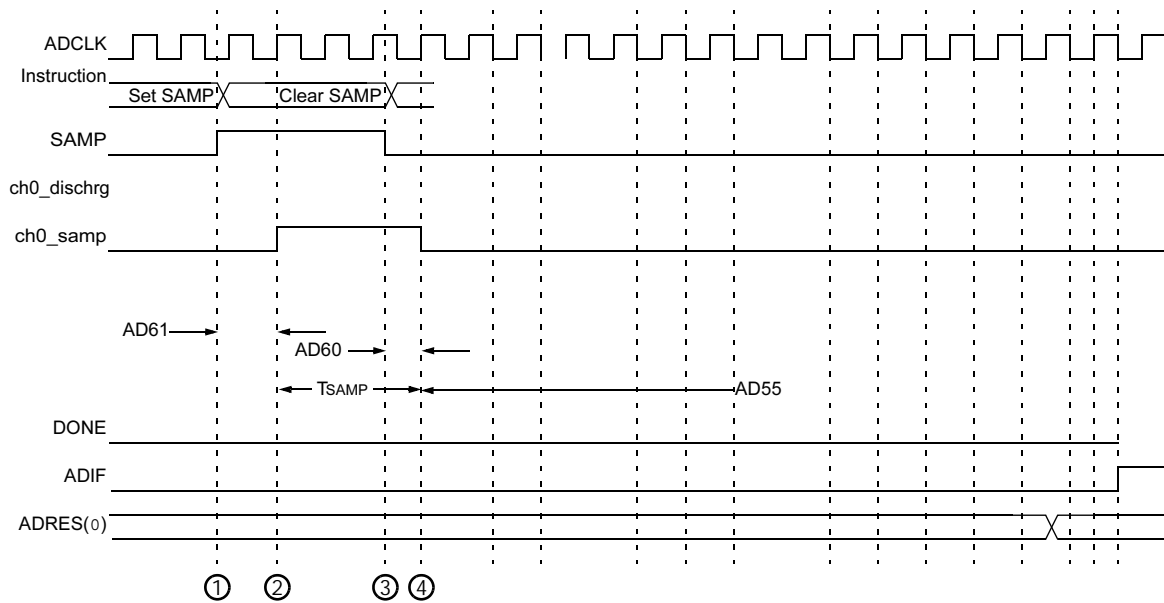 ADCLK
Instruction
Set SAMP Clear SAMP
SAMP
ch0_dischrg
ch0_samp
AD61
AD60
TSAMP AD55
DONE
ADIF
ADRES(0)
1 2 3 4